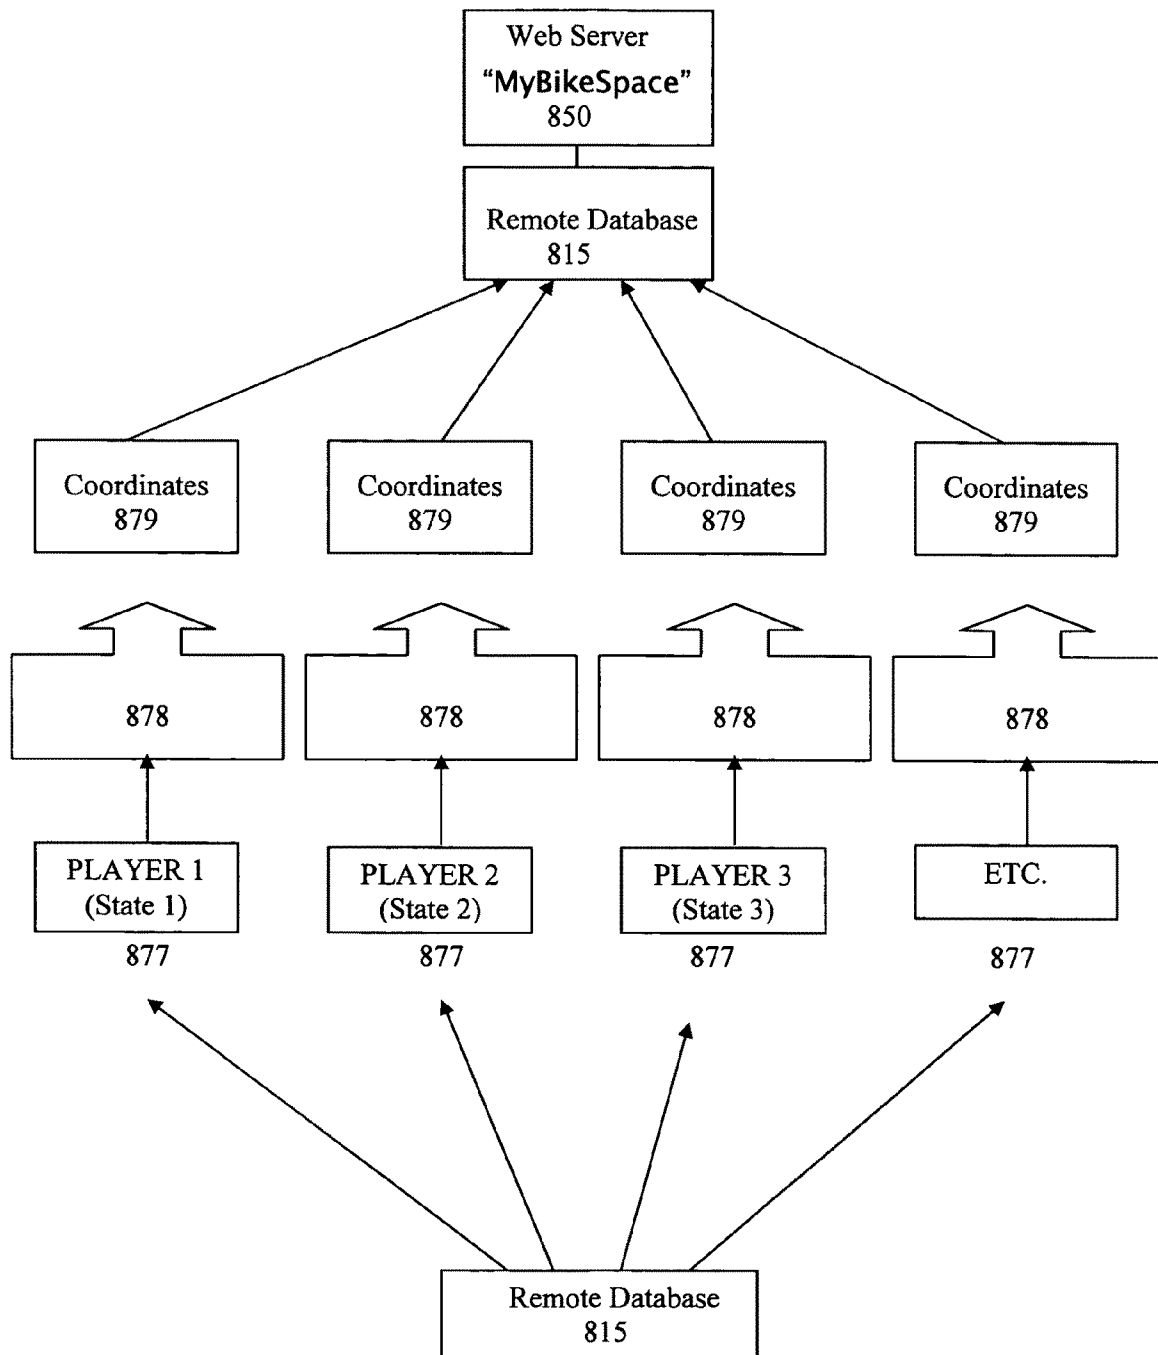 Web Server
“MyBikeSpace”
850
Remote Database
815
Coordinates
879
Coordinates
879
Coordinates
879
Coordinates
879
878
878
878
878
PLAYER 1
(State 1)
877
PLAYER 2
(State 2)
877
PLAYER 3
(State 3)
877
ETC.
877
Remote Database
815